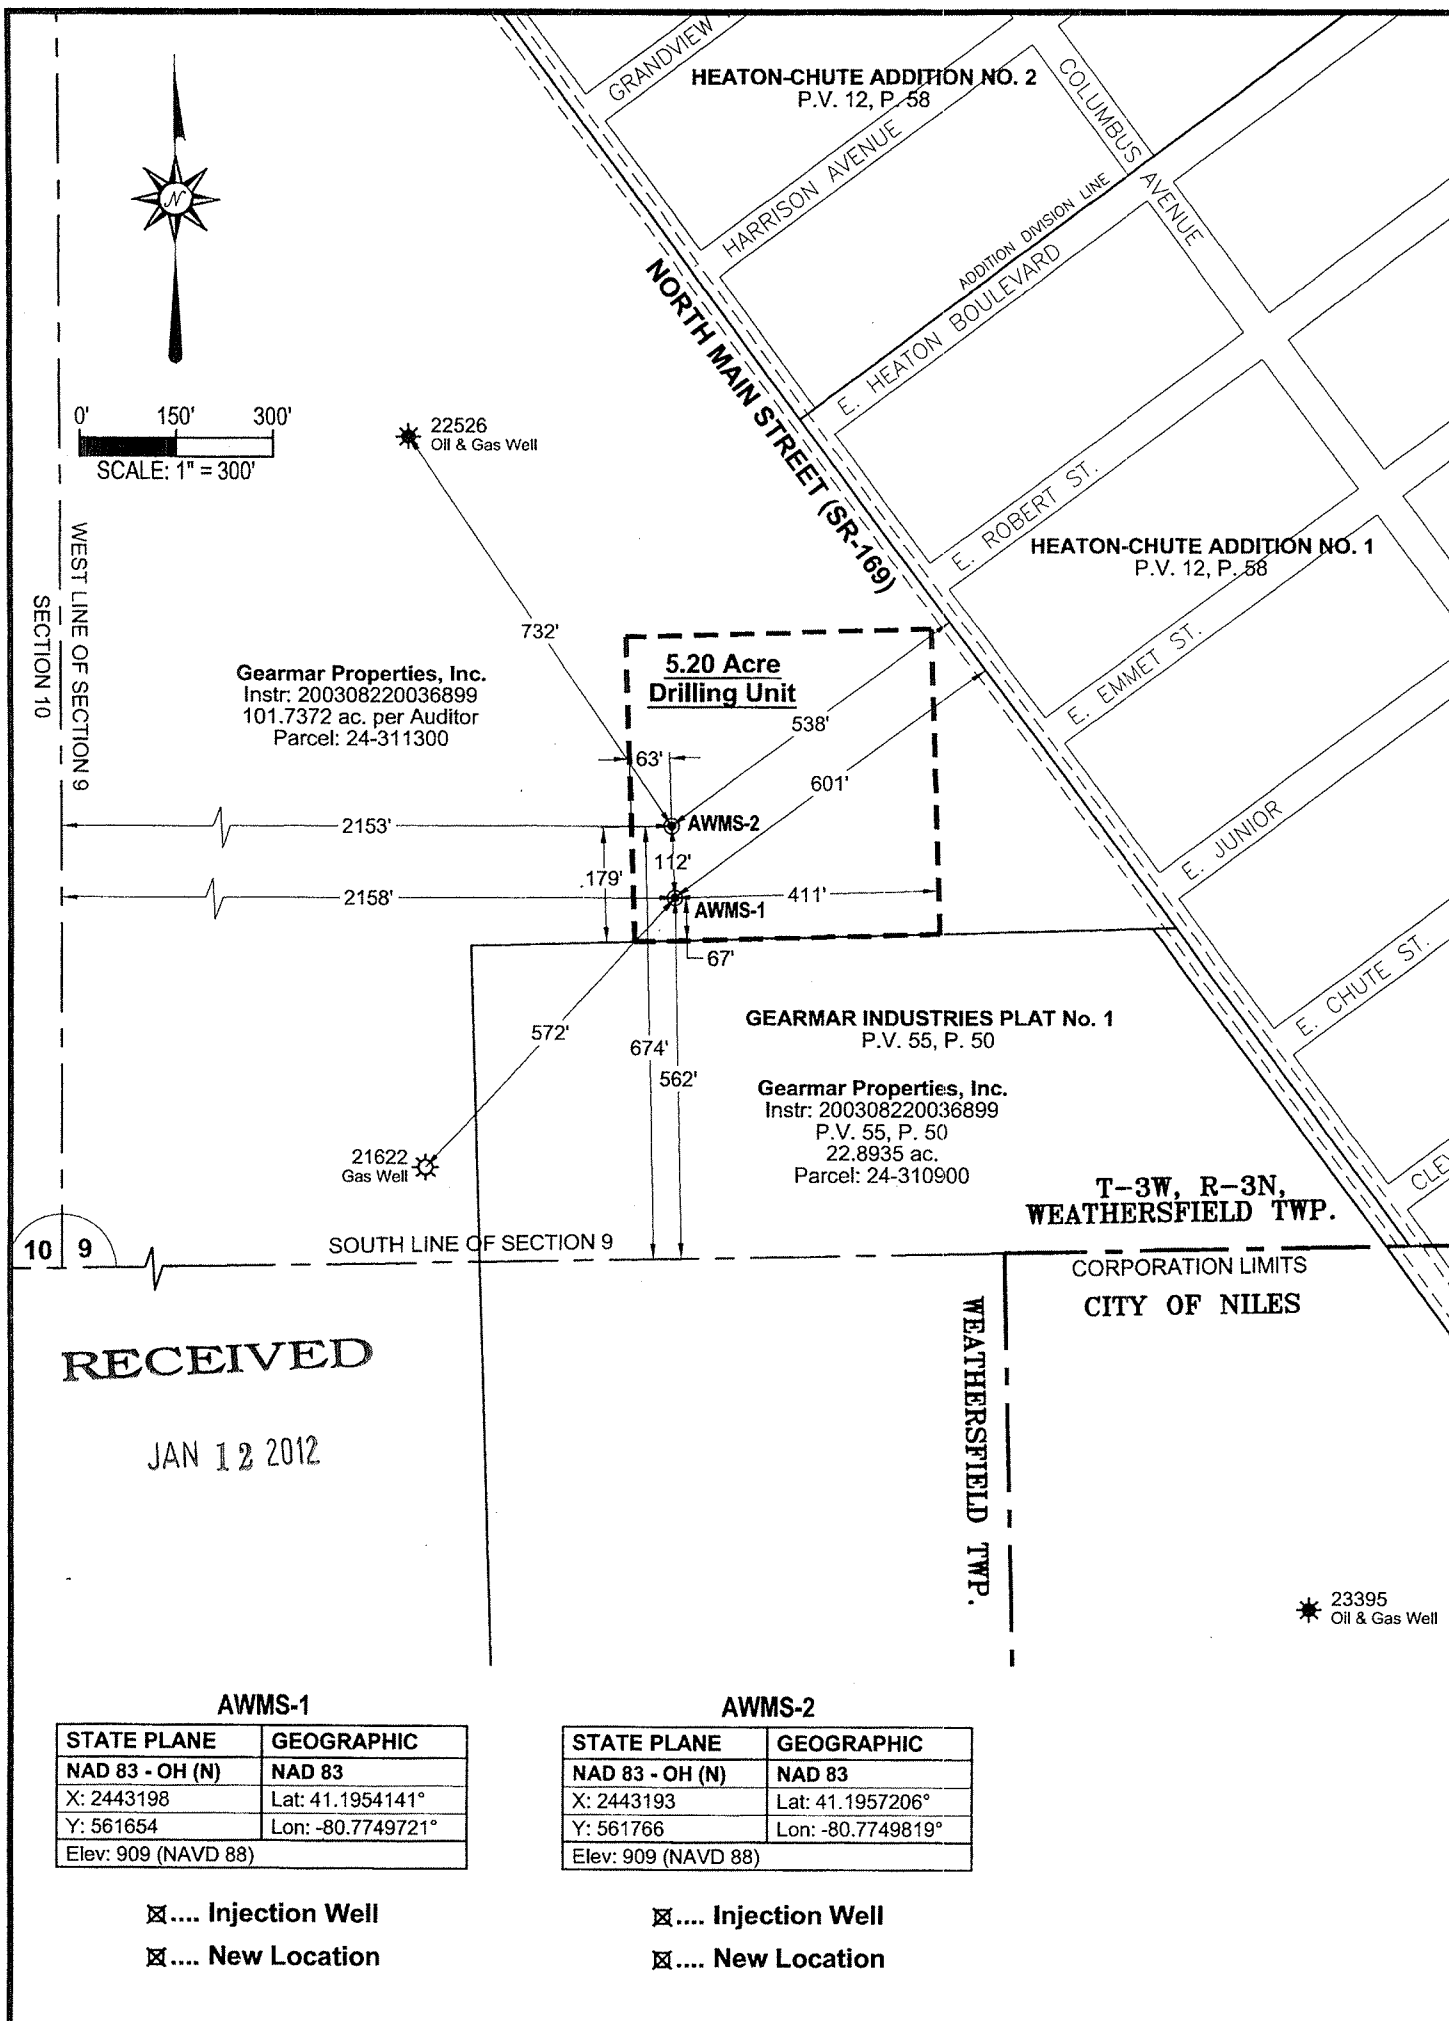 GRANDVIEW
HEATON-CHUTE ADDITION NO. 2
P.V. 12, P. 58
COLUMBUS AVENUE
HARRISON AVENUE
ADDITION DIVISION LINE
N
NORTH MAIN STREET (SR-169)
E. HEATON BOULEVARD
0' 150' 300'
SCALE: 1" = 300'
22526
Oil & Gas Well
E. ROBERT ST.
HEATON-CHUTE ADDITION NO. 1
P.V. 12, P. 58
WEST LINE OF SECTION 9
SECTION 10
732'
E. EMMET ST.
5.20 Acre
Drilling Unit
Gearmar Properties, Inc.
Instr: 200308220036899
101.7372 ac. per Auditor
Parcel: 24-311300
538'
63'
601'
2153'
AWMS-2
E. JUNIOR
179'
112'
2158'
411'
AWMS-1
67'
E. CHUTE ST.
GEARMAR INDUSTRIES PLAT No. 1
P.V. 55, P. 50
572'
674'
562'
Gearmar Properties, Inc.
Instr: 200308220036899
P.V. 55, P. 50
22.8935 ac.
Parcel: 24-310900
21622
Gas Well
CLEV
T-3W, R-3N,
WEATHERSFIELD TWP.
10 9
SOUTH LINE OF SECTION 9
CORPORATION LIMITS
CITY OF NILES
WEATHERSFIELD TWP.
RECEIVED
JAN 12 2012
23395
Oil & Gas Well
AWMS-1
STATE PLANE GEOGRAPHIC
NAD 83 - OH (N) NAD 83
X: 2443198 Lat: 41.1954141°
Y: 561654 Lon: -80.7749721°
Elev: 909 (NAVD 88)
.... Injection Well
.... New Location
AWMS-2
STATE PLANE GEOGRAPHIC
NAD 83 - OH (N) NAD 83
X: 2443193 Lat: 41.1957206°
Y: 561766 Lon: -80.7749819°
Elev: 909 (NAVD 88)
.... Injection Well
.... New Location